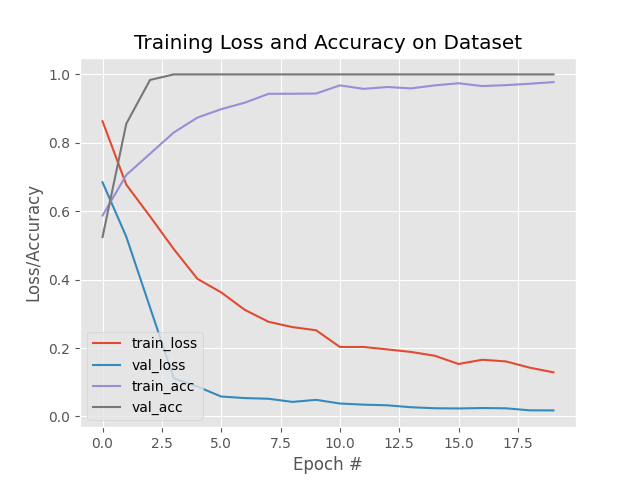 Training Loss and Accuracy on Dataset
Loss/Accuracy
1.0
0.8
0.6
0.4
0.2
0.0
train_loss
val_loss
train_acc
val_acc
0.0 2.5 5.0 7.5 10.0 12.5 15.0 17.5
Epoch #